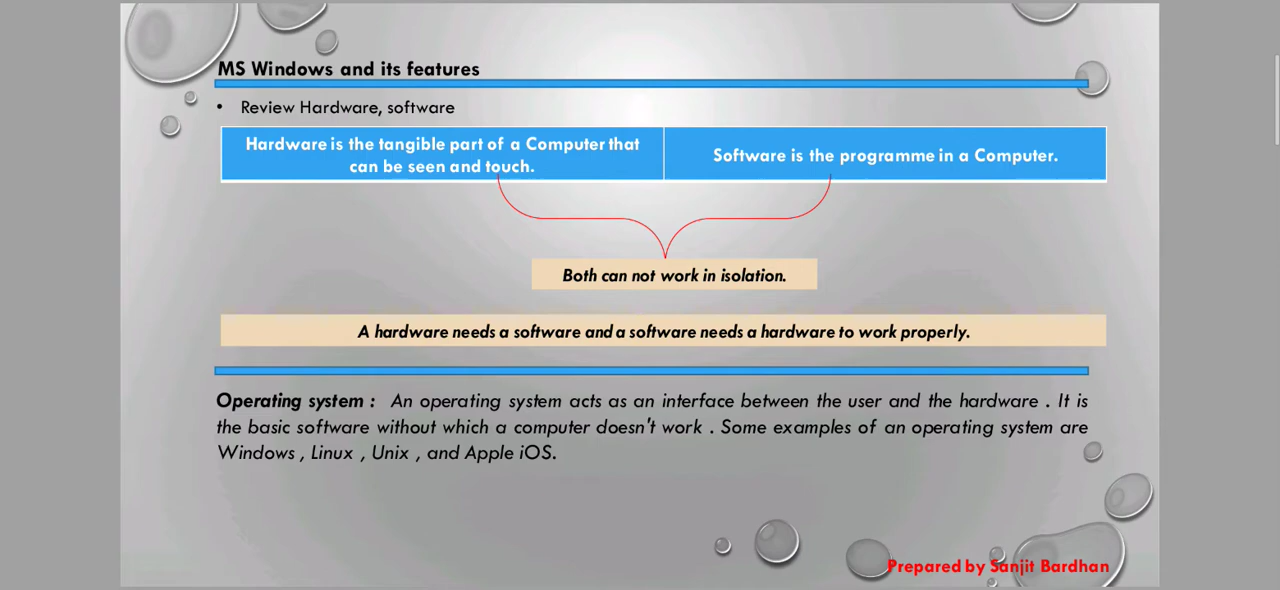 MS Windows and its features
• Review Hardware, software
Hardware is the tangible part of a Computer that
can be seen and touch.
Software is the programme in a Computer.
Both can not work in isolation.
A hardware needs a software and a software needs a hardware to work properly.
Operating system : An operating system acts as an interface between the user and the hardware . It is
the basic software without which a computer doesn't work . Some examples of an operating system are
Windows , Linux , Unix , and Apple iOS.
Prepared by Sanjit Bardhan